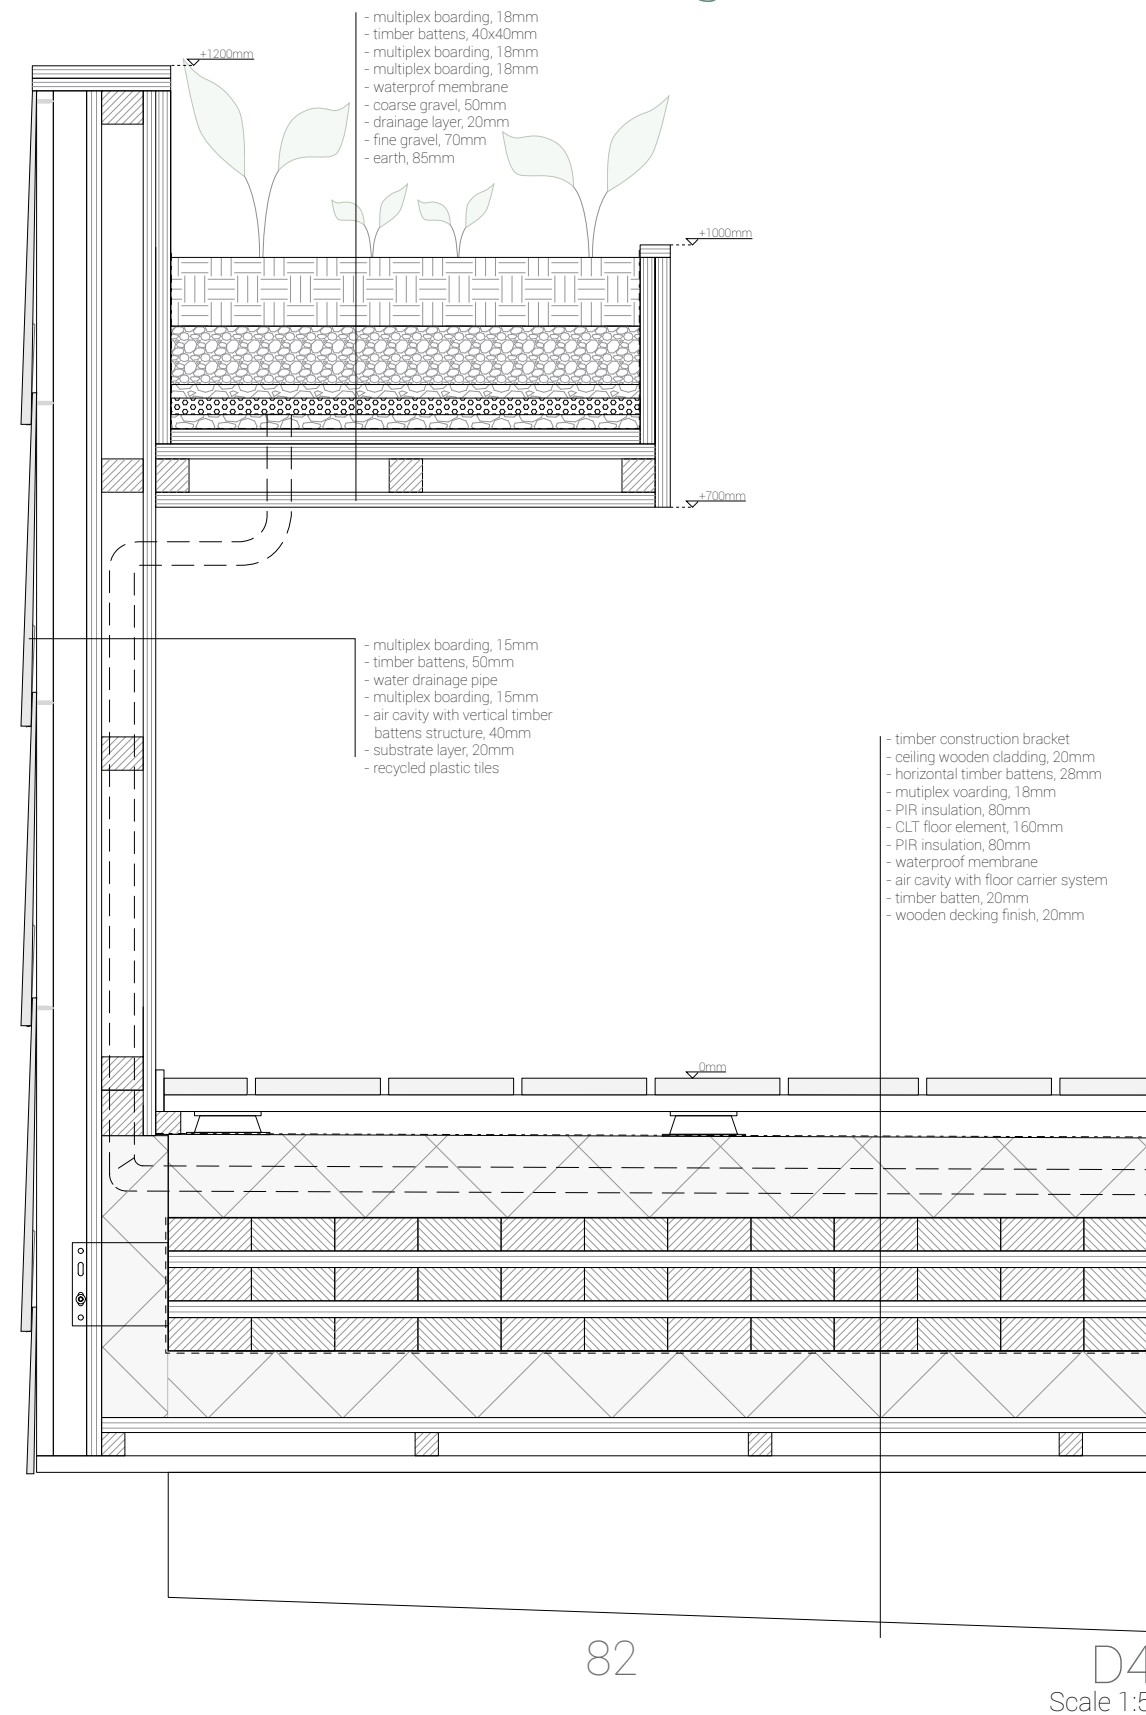 - multiplex boarding, 18mm
- timber battens, 40x40mm
- multiplex boarding, 18mm
- multiplex boarding, 18mm
- waterprof membrane
- coarse gravel, 50mm
- drainage layer, 20mm
- fine gravel, 70mm
- earth, 85mm
+1200mm
+1000mm
+700mm
- multiplex boarding, 15mm
- timber battens, 50mm
- water drainage pipe
- multiplex boarding, 15mm
- air cavity with vertical timber
battens structure, 40mm
- substrate layer, 20mm
- recycled plastic tiles
- timber construction bracket
- ceiling wooden cladding, 20mm
- horizontal timber battens, 28mm
- mutiplex voarding, 18mm
- PIR insulation, 80mm
- CLT floor element, 160mm
- PIR insulation, 80mm
- waterproof membrane
- air cavity with floor carrier system
- timber batten, 20mm
- wooden decking finish, 20mm
0mm
82
D4
Scale 1:5